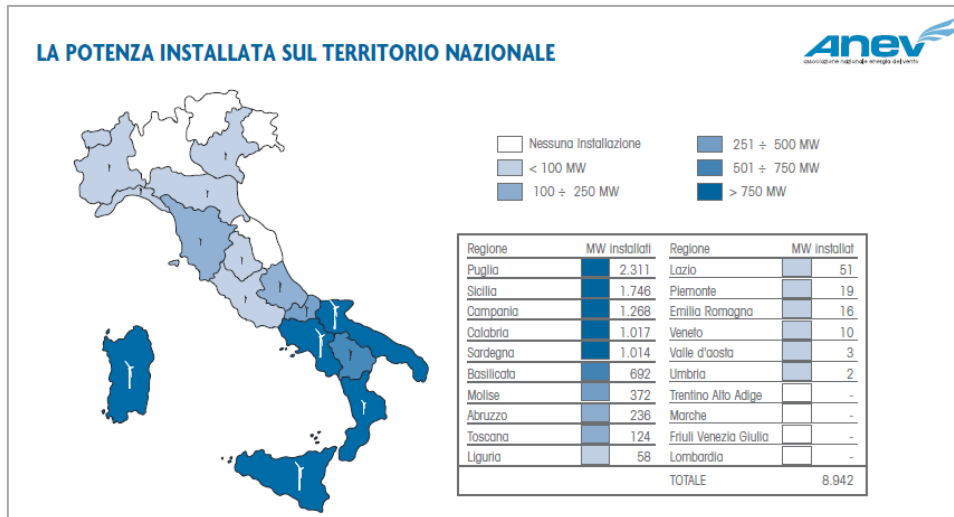 LA POTENZA INSTALLATA SUL TERRITORIO NAZIONALE
anev
associazione nazionale energia del vento
Nessuna Installazione
< 100 MW
100 ÷ 250 MW
251 ÷ 500 MW
501 ÷ 750 MW
> 750 MW
Regione MW installati Regione MW installat
Puglia 2.311 Lazio 51
Sicilia 1.746 Piemonte 19
Campania 1.268 Emilia Romagna 16
Calabria 1.017 Veneto 10
Sardegna 1.014 Valle d'aosta 3
Basilicata 692 Umbria 2
Molise 372 Trentino Alto Adige -
Abruzzo 236 Marche -
Toscana 124 Friuli Venezia Giulia -
Liguria 58 Lombardia -
TOTALE 8.942